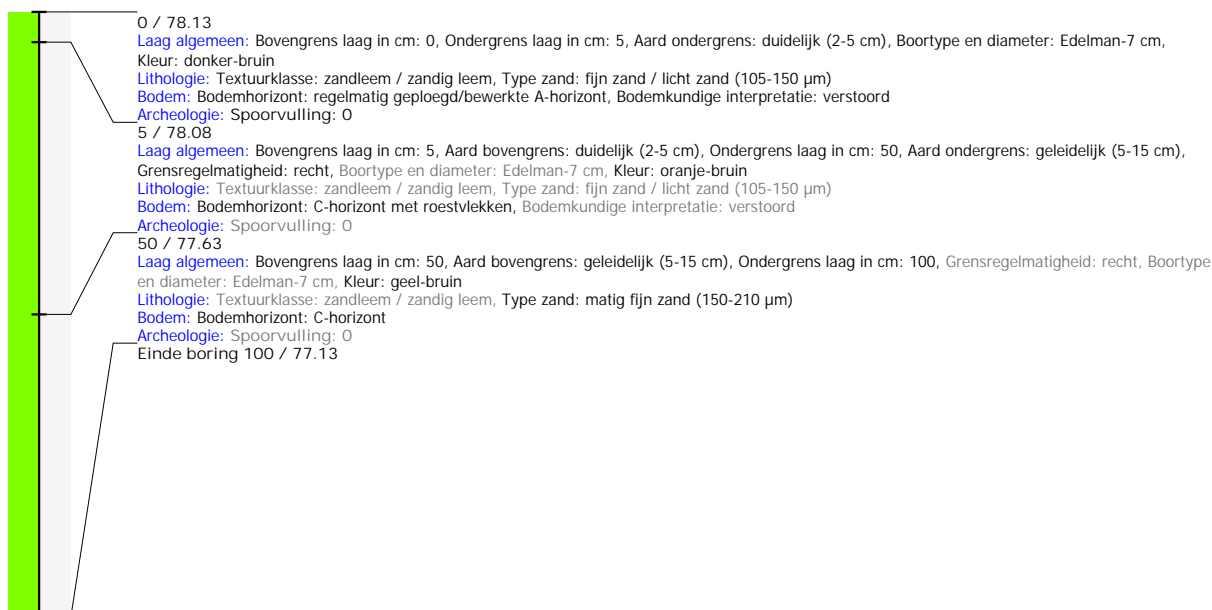 0 / 78.13
Laag algemeen: Bovengrens laag in cm: 0, Ondergrens laag in cm: 5, Aard ondergrens: duidelijk (2-5 cm), Boortype en diameter: Edelman-7 cm,
Kleur: donker-bruin
Lithologie: Textuurklasse: zandleem / zandig leem, Type zand: fijn zand / licht zand (105-150 µm)
Bodem: Bodemhorizont: regelmatig geploegd/bewerkte A-horizont, Bodemkundige interpretatie: verstoord
Archeologie: Spoorvulling: 0
5 / 78.08
Laag algemeen: Bovengrens laag in cm: 5, Aard bovengrens: duidelijk (2-5 cm), Ondergrens laag in cm: 50, Aard ondergrens: geleidelijk (5-15 cm),
Grensregelmatigheid: recht, Boortype en diameter: Edelman-7 cm, Kleur: oranje-bruin
Lithologie: Textuurklasse: zandleem / zandig leem, Type zand: fijn zand / licht zand (105-150 µm)
Bodem: Bodemhorizont: C-horizont met roestvlekken, Bodemkundige interpretatie: verstoord
Archeologie: Spoorvulling: 0
50 / 77.63
Laag algemeen: Bovengrens laag in cm: 50, Aard bovengrens: geleidelijk (5-15 cm), Ondergrens laag in cm: 100, Grensregelmatigheid: recht, Boortype
en diameter: Edelman-7 cm, Kleur: geel-bruin
Lithologie: Textuurklasse: zandleem / zandig leem, Type zand: matig fijn zand (150-210 µm)
Bodem: Bodemhorizont: C-horizont
Archeologie: Spoorvulling: 0
Einde boring 100 / 77.13